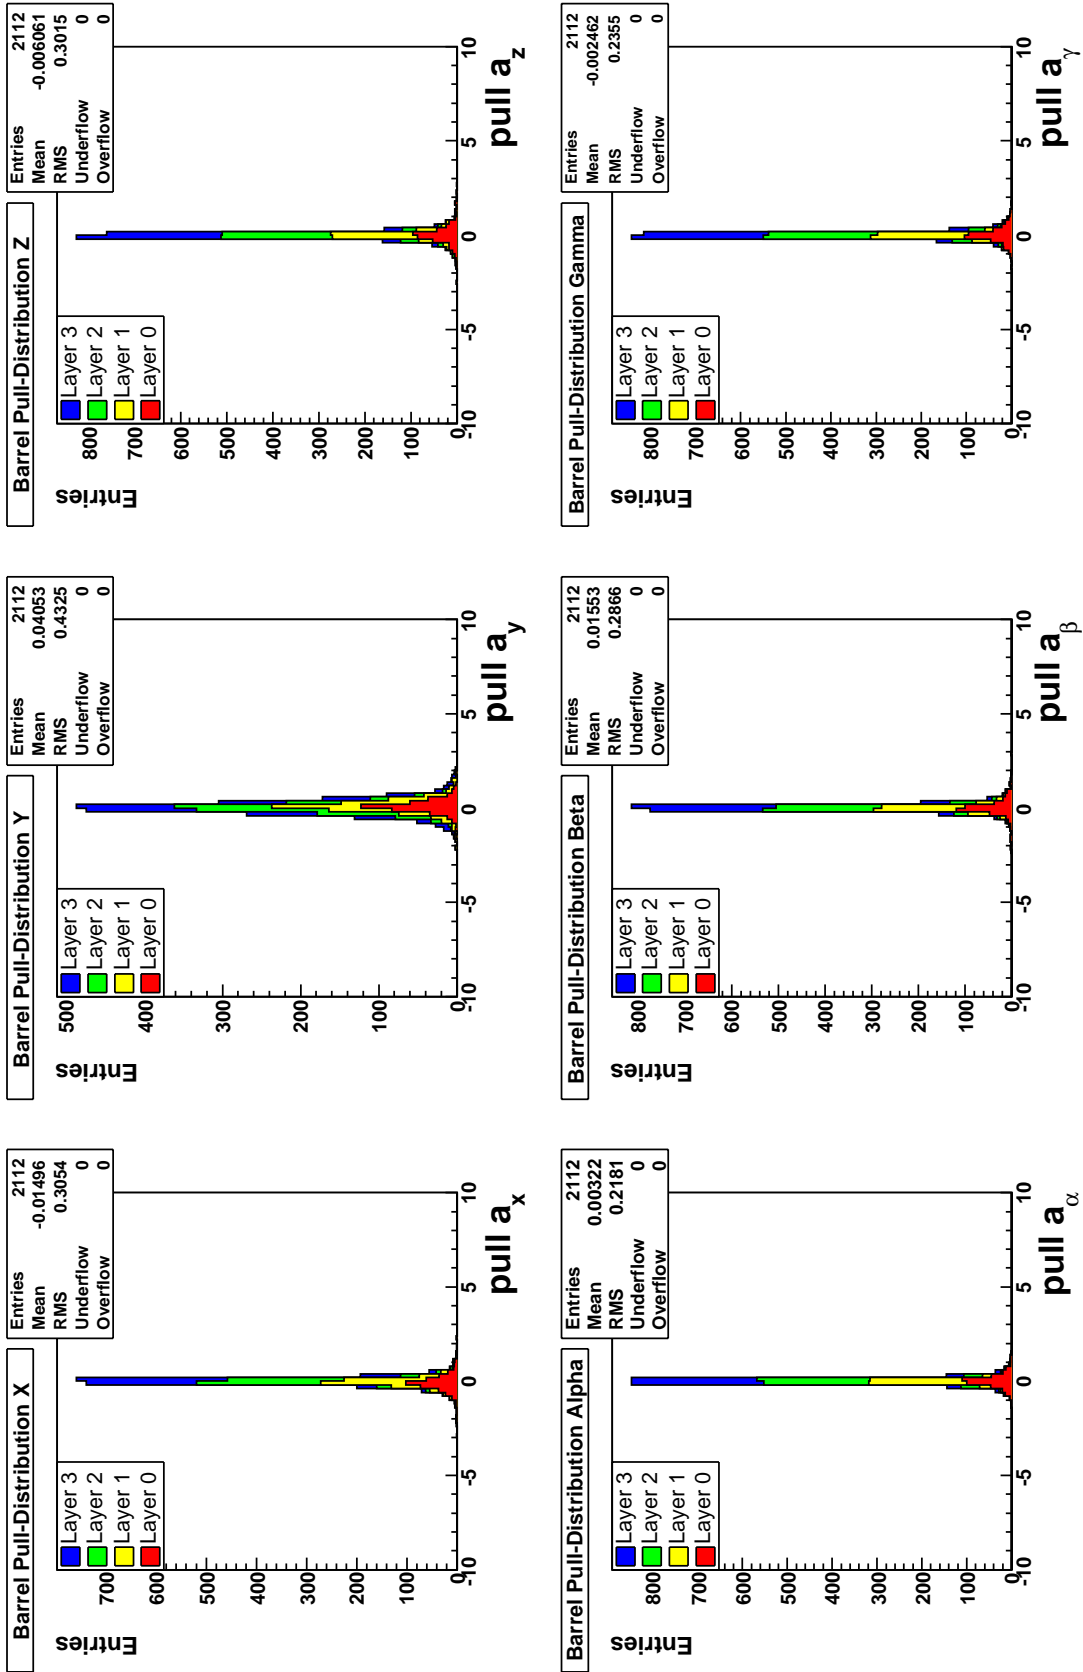 Barrel Pull-Distribution X
Entries 2112
Mean -0.01496
RMS 0.3054
Underflow 0
Overflow 0
Layer 3
Layer 2
Layer 1
Layer 0
Entries
700
600
500
400
300
200
100
0
-10 -5 0 5 10
pull a_x
Barrel Pull-Distribution Y
Entries 2112
Mean 0.04053
RMS 0.4325
Underflow 0
Overflow 0
Layer 3
Layer 2
Layer 1
Layer 0
Entries
500
400
300
200
100
0
-10 -5 0 5 10
pull a_y
Barrel Pull-Distribution Z
Entries 2112
Mean -0.006061
RMS 0.3015
Underflow 0
Overflow 0
Layer 3
Layer 2
Layer 1
Layer 0
Entries
800
700
600
500
400
300
200
100
0
-10 -5 0 5 10
pull a_z
Barrel Pull-Distribution Alpha
Entries 2112
Mean 0.00322
RMS 0.2181
Underflow 0
Overflow 0
Layer 3
Layer 2
Layer 1
Layer 0
Entries
800
700
600
500
400
300
200
100
0
-10 -5 0 5 10
pull a_α
Barrel Pull-Distribution Beta
Entries 2112
Mean 0.01553
RMS 0.2866
Underflow 0
Overflow 0
Layer 3
Layer 2
Layer 1
Layer 0
Entries
800
700
600
500
400
300
200
100
0
-10 -5 0 5 10
pull a_β
Barrel Pull-Distribution Gamma
Entries 2112
Mean -0.002462
RMS 0.2355
Underflow 0
Overflow 0
Layer 3
Layer 2
Layer 1
Layer 0
Entries
800
700
600
500
400
300
200
100
0
-10 -5 0 5 10
pull a_γ